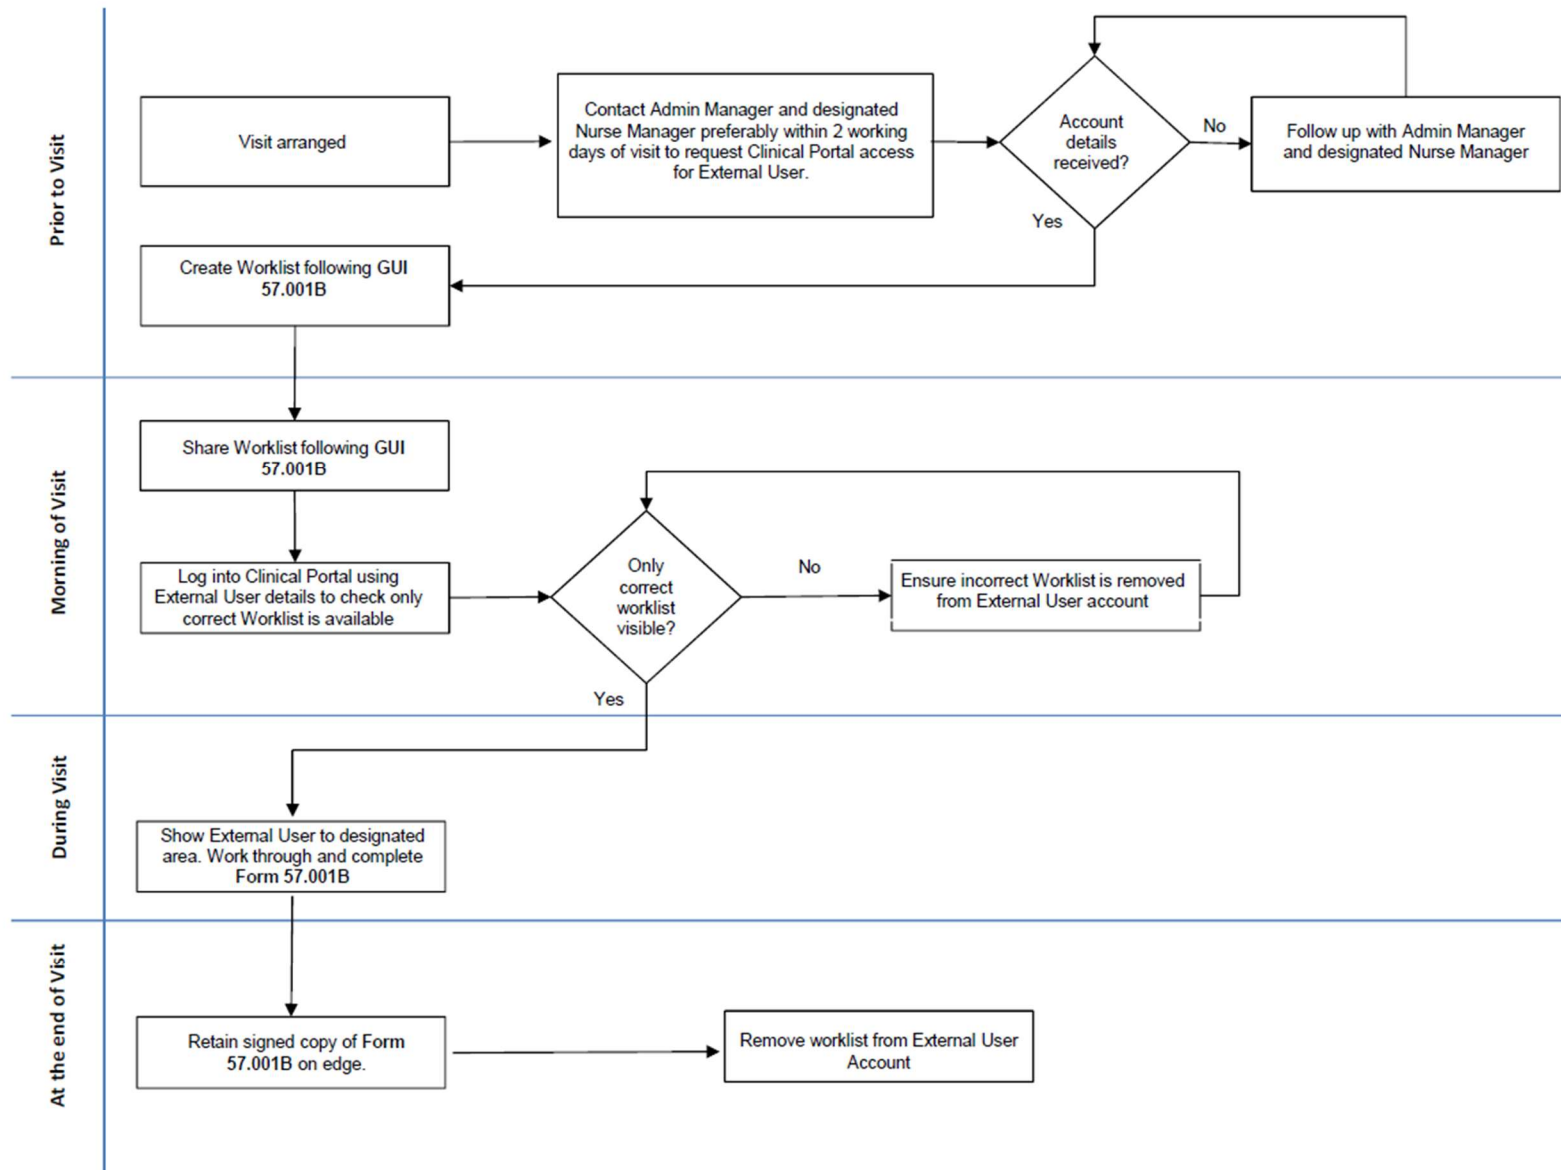 Prior to Visit
Visit arranged
Contact Admin Manager and designated
Nurse Manager preferably within 2 working
days of visit to request Clinical Portal access
for External User.
Account
details
received?
No
Follow up with Admin Manager
and designated Nurse Manager
Yes
Create Worklist following GUI
57.001B
Morning of Visit
Share Worklist following GUI
57.001B
Log into Clinical Portal using
External User details to check only
correct Worklist is available
Only
correct
worklist
visible?
No
Ensure incorrect Worklist is removed
from External User account
Yes
During Visit
Show External User to designated
area. Work through and complete
Form 57.001B
At the end of Visit
Retain signed copy of Form
57.001B on edge.
Remove worklist from External User
Account